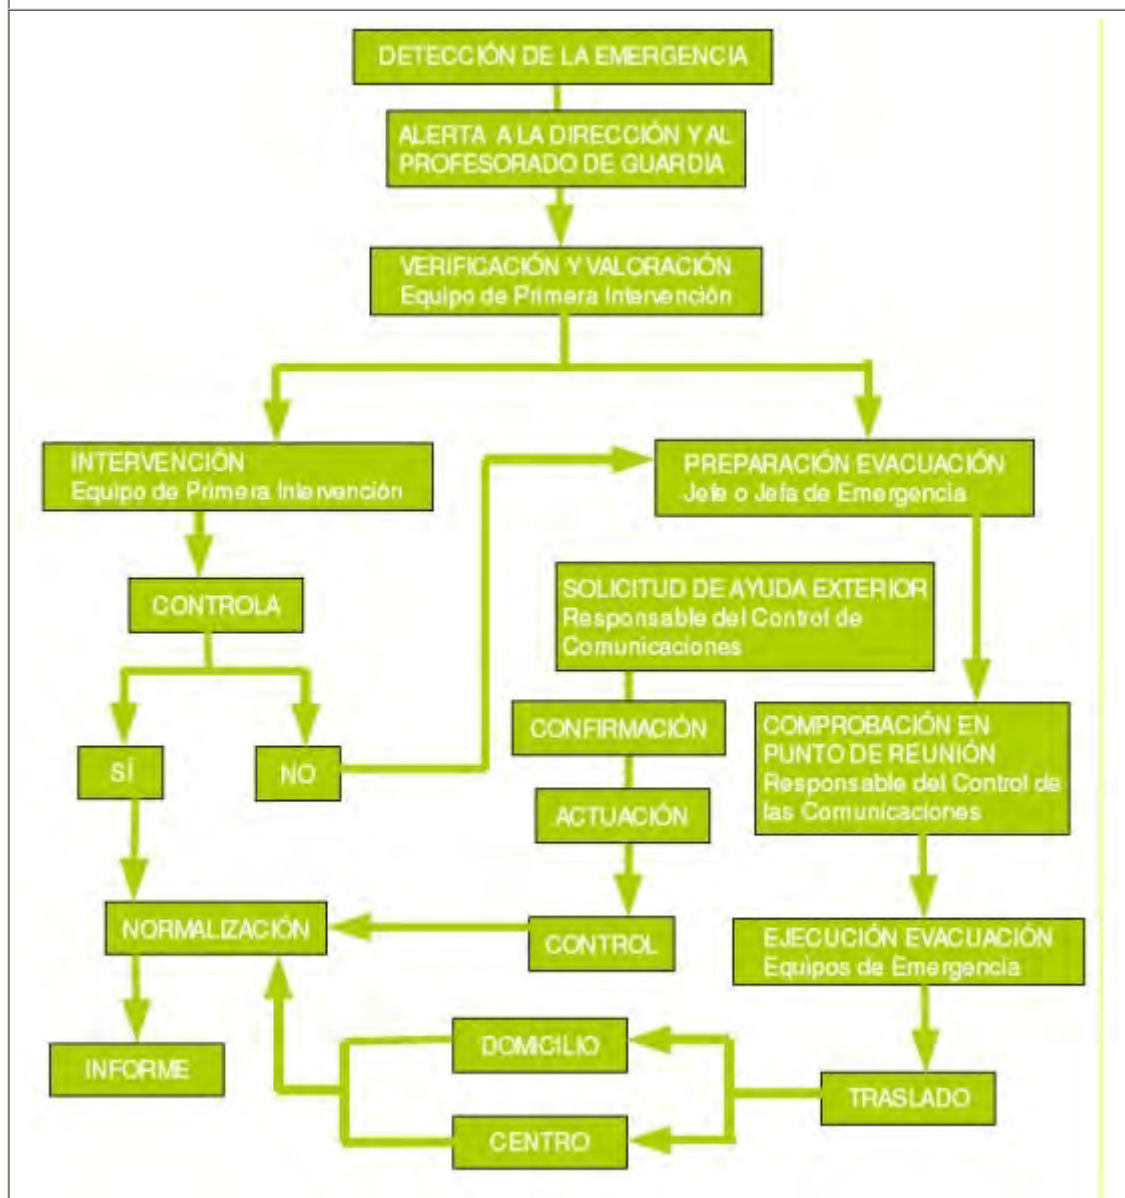 DETECCIÓN DE LA EMERGENCIA
ALERTA A LA DIRECCIÓN Y AL
PROFESORADO DE GUARDIA
VERIFICACIÓN Y VALORACIÓN
Equipo de Primera Intervención
INTERVENCIÓN
Equipo de Primera Intervención
PREPARACIÓN EVACUACIÓN
Jefe o Jefa de Emergencia
CONTROLA
SOLICITUD DE AYUDA EXTERIOR
Responsable del Control de
Comunicaciones
SÍ
NO
CONFIRMACIÓN
COMPROBACIÓN EN
PUNTO DE REUNIÓN
Responsable del Control de
las Comunicaciones
ACTUACIÓN
NORMALIZACIÓN
CONTROL
EJECUCIÓN EVACUACIÓN
Equipos de Emergencia
INFORME
DOMICILIO
TRASLADO
CENTRO